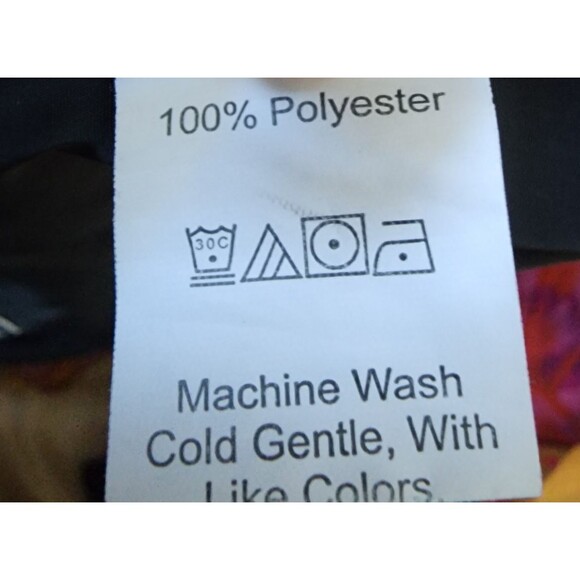 100% Polyester
30C
Machine Wash
Cold Gentle, With
Like Colors.